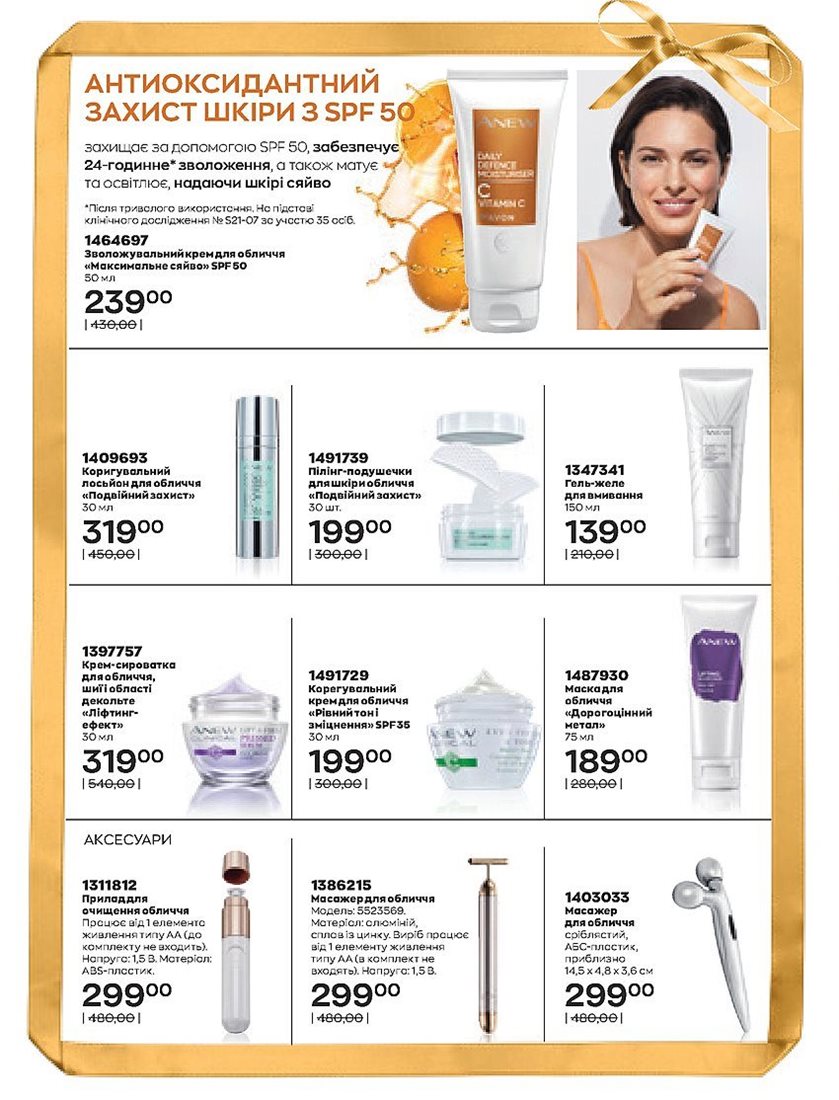 АНТИОКСИДАНТНИЙ
ЗАХИСТ ШКІРИ З SPF 50
захищає за допомогою SPF 50, забезпечує
24-годинне* зволоження, а також матує
та освітлює, надаючи шкірі сяйво
*Після тривалого використання. На підставі
клінічного дослідження № S21-07 за участю 35 осіб.
1464697
Зволожувальний крем для обличчя
«Максимальне сяйво» SPF 50
50 мл
23900
|430,00|
ANEW
DAILY
DEFENCE
MOISTURISER
C
VITAMIN C
AVON
1409693
Коригувальний
лосьйон для обличчя
«Подвійний захист»
30 мл
31900
|450,00|
ANEW
1491739
Пілінг-подушечки
для шкіри обличчя
«Подвійний захист»
30 шт.
19900
|300,00|
1347341
Гель-желе
для вмивання
150 мл
13900
|210,00|
ANEW
1397757
Крем-сироватка
для обличчя,
шиї і області
декольте
«Ліфтинг-
ефект»
30 мл
31900
|540,00|
ANEW
CLINICAL
1491729
Корегувальний
крем для обличчя
«Рівний тон і
зміцнення» SPF35
30 мл
19900
|300,00|
1487930
Маска для
обличчя
«Дорогоцінний
метал»
75 мл
18900
|280,00|
ANEW
LIFTING
АКСЕСУАРИ
1311812
Прилад для
очищення обличчя
Працює від 1 елемента
живлення типу АА (до
комплекту не входить).
Напруга: 1,5 В. Матеріал:
ABS-пластик.
29900
|480,00|
1386215
Масажер для обличчя
Модель: 5523569.
Матеріал: алюміній,
сплав із цинку. Виріб працює
від 1 елементу живлення
типу АА (в комплект не
входять). Напруга: 1,5 В.
29900
|480,00|
1403033
Масажер
для обличчя
сріблястий,
АБС-пластик,
приблизно
14,5 х 4,8 х 3,6 см
29900
|480,00|